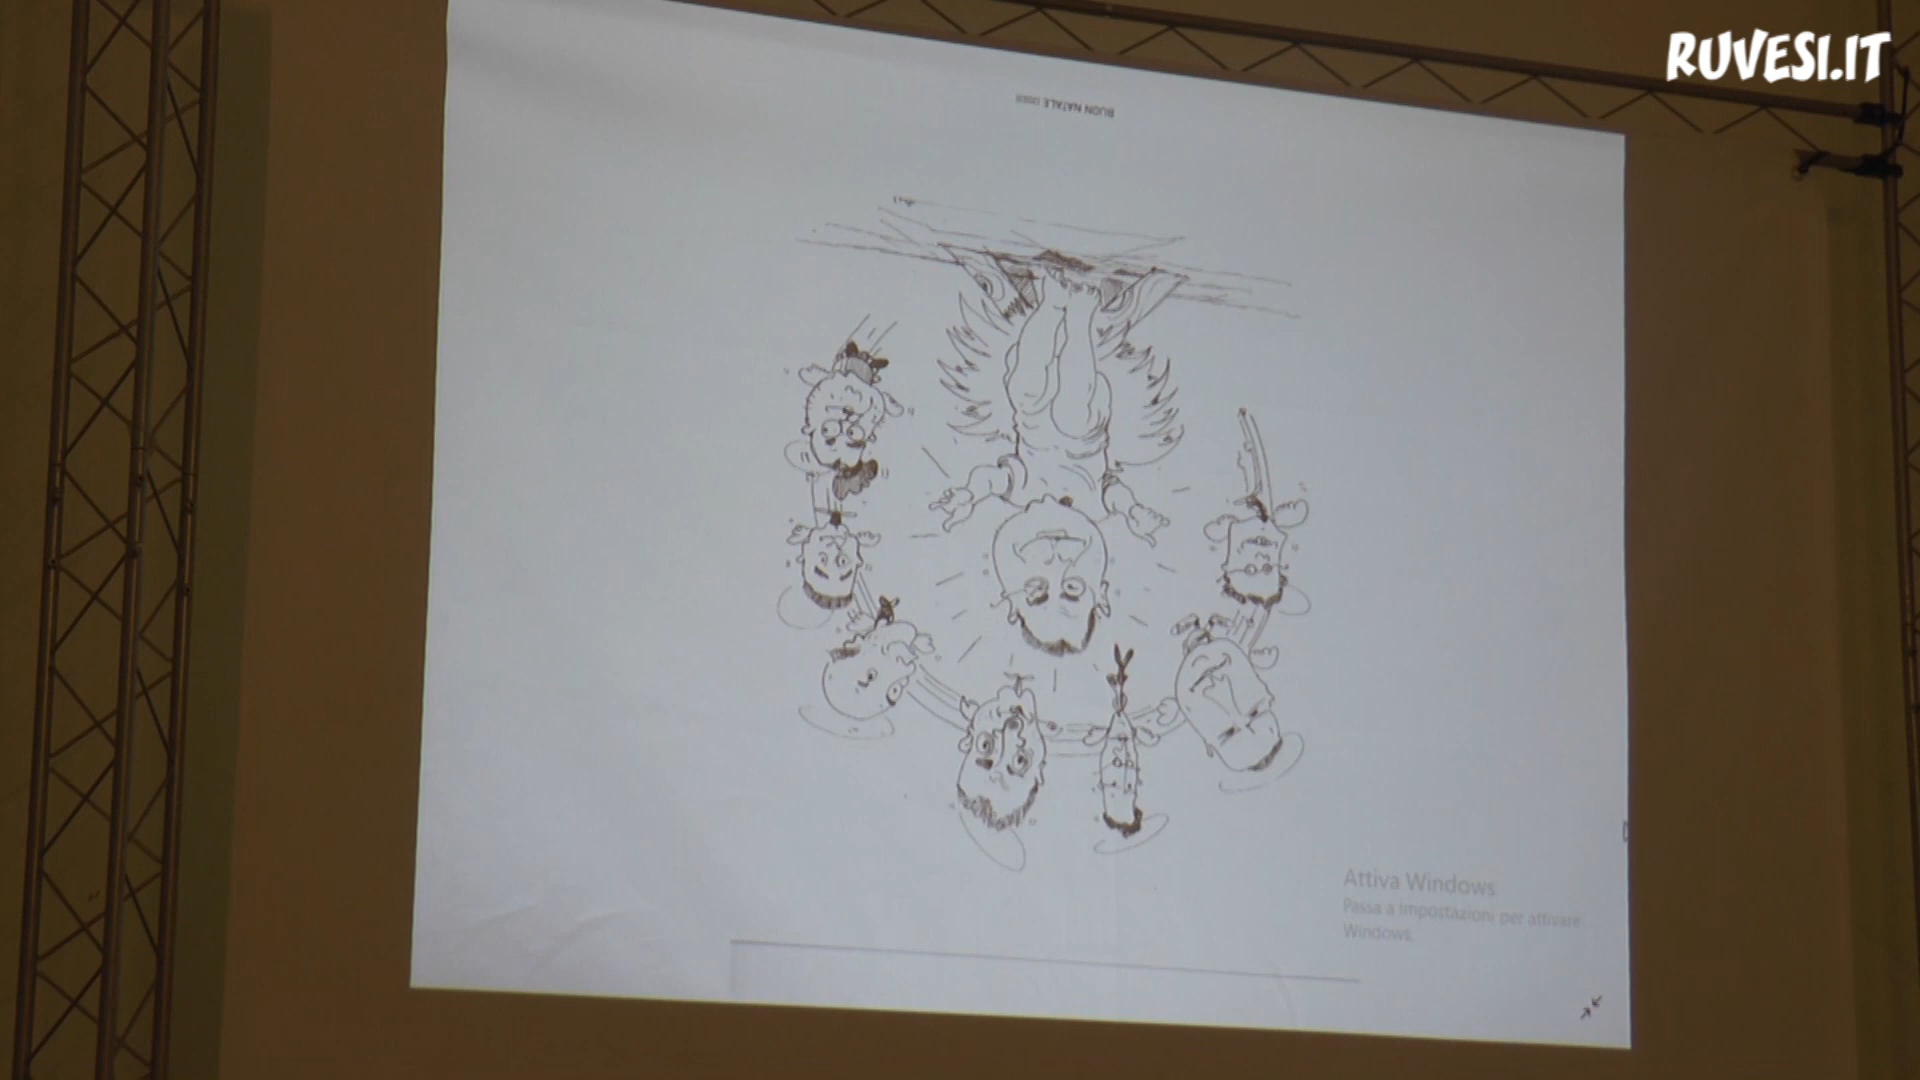 RUVESI.IT
BUON NATALE
Attiva Windows
Passa a impostazioni per attivare
Windows.